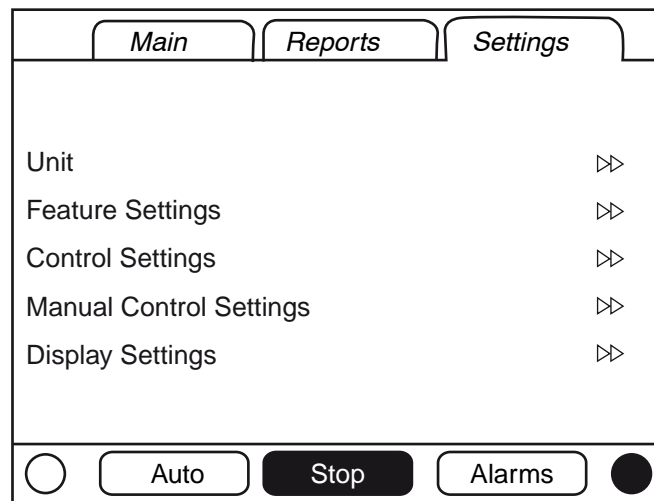 Main Reports Settings
Unit
Feature Settings
Control Settings
Manual Control Settings
Display Settings
Auto Stop Alarms